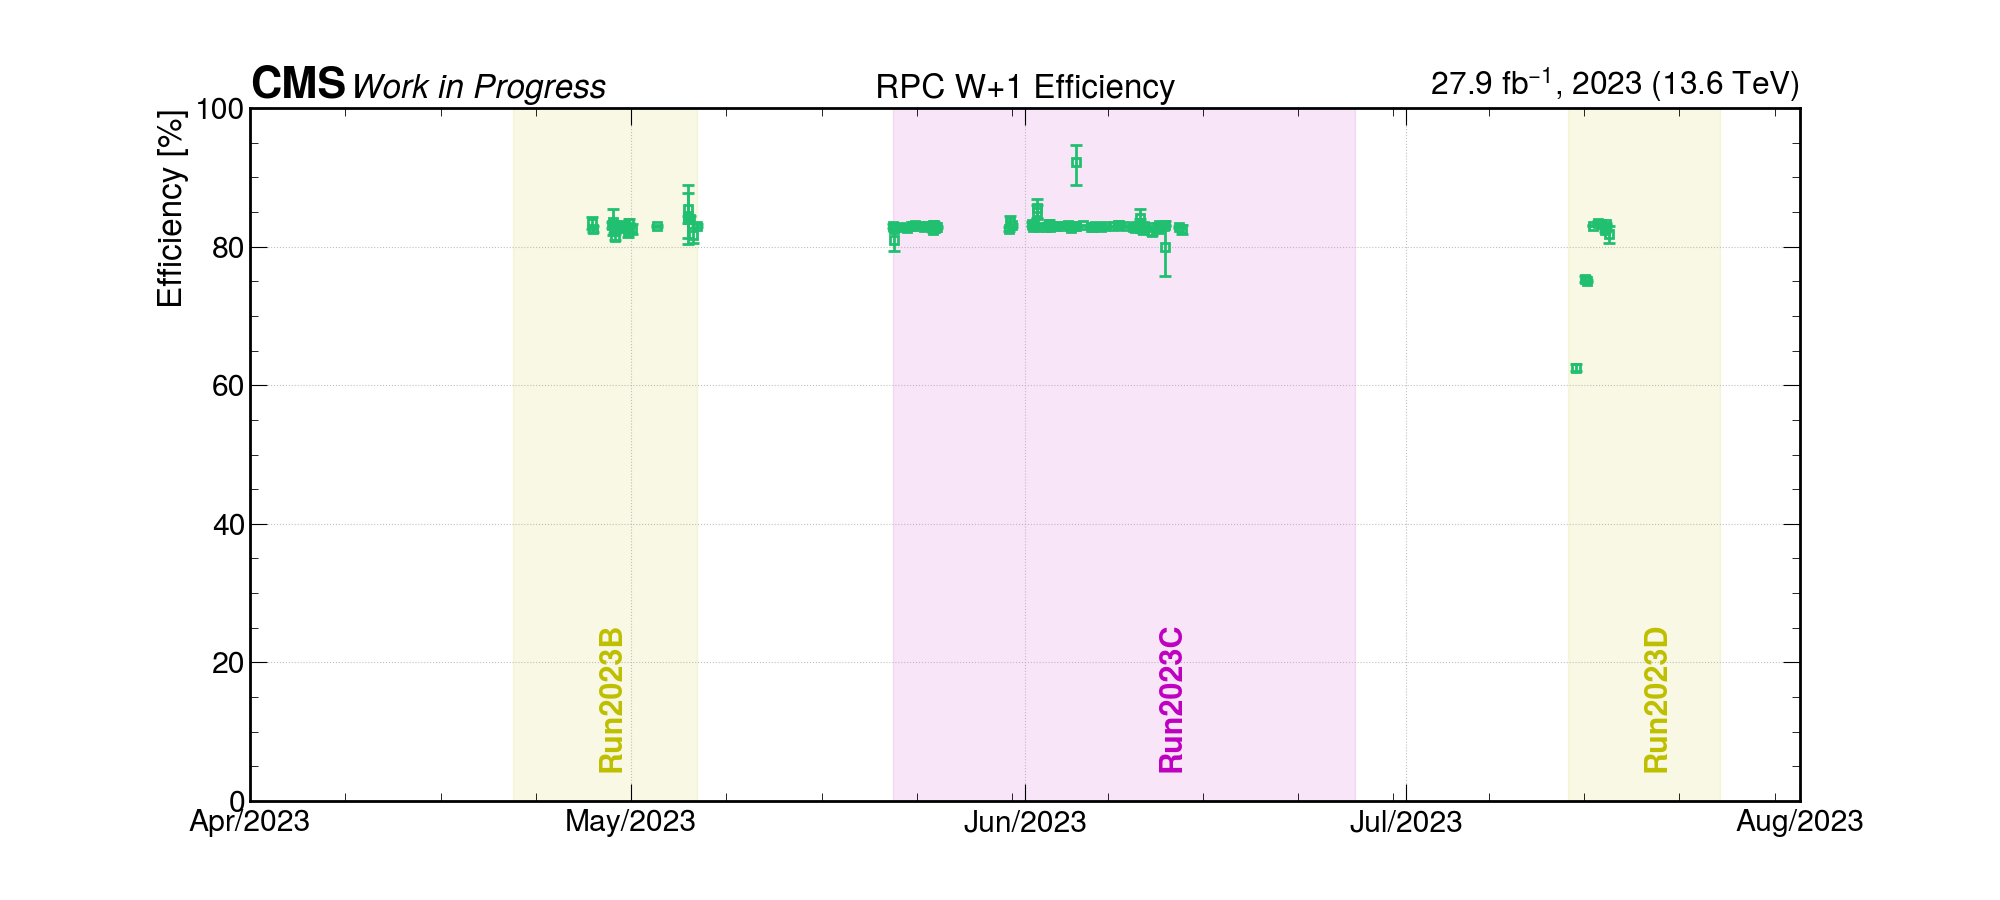 CMS Work in Progress
RPC W+1 Efficiency
27.9 fb⁻¹, 2023 (13.6 TeV)
Efficiency [%]
100
80
60
40
20
0
Run2023B
Run2023C
Run2023D
Apr/2023
May/2023
Jun/2023
Jul/2023
Aug/2023